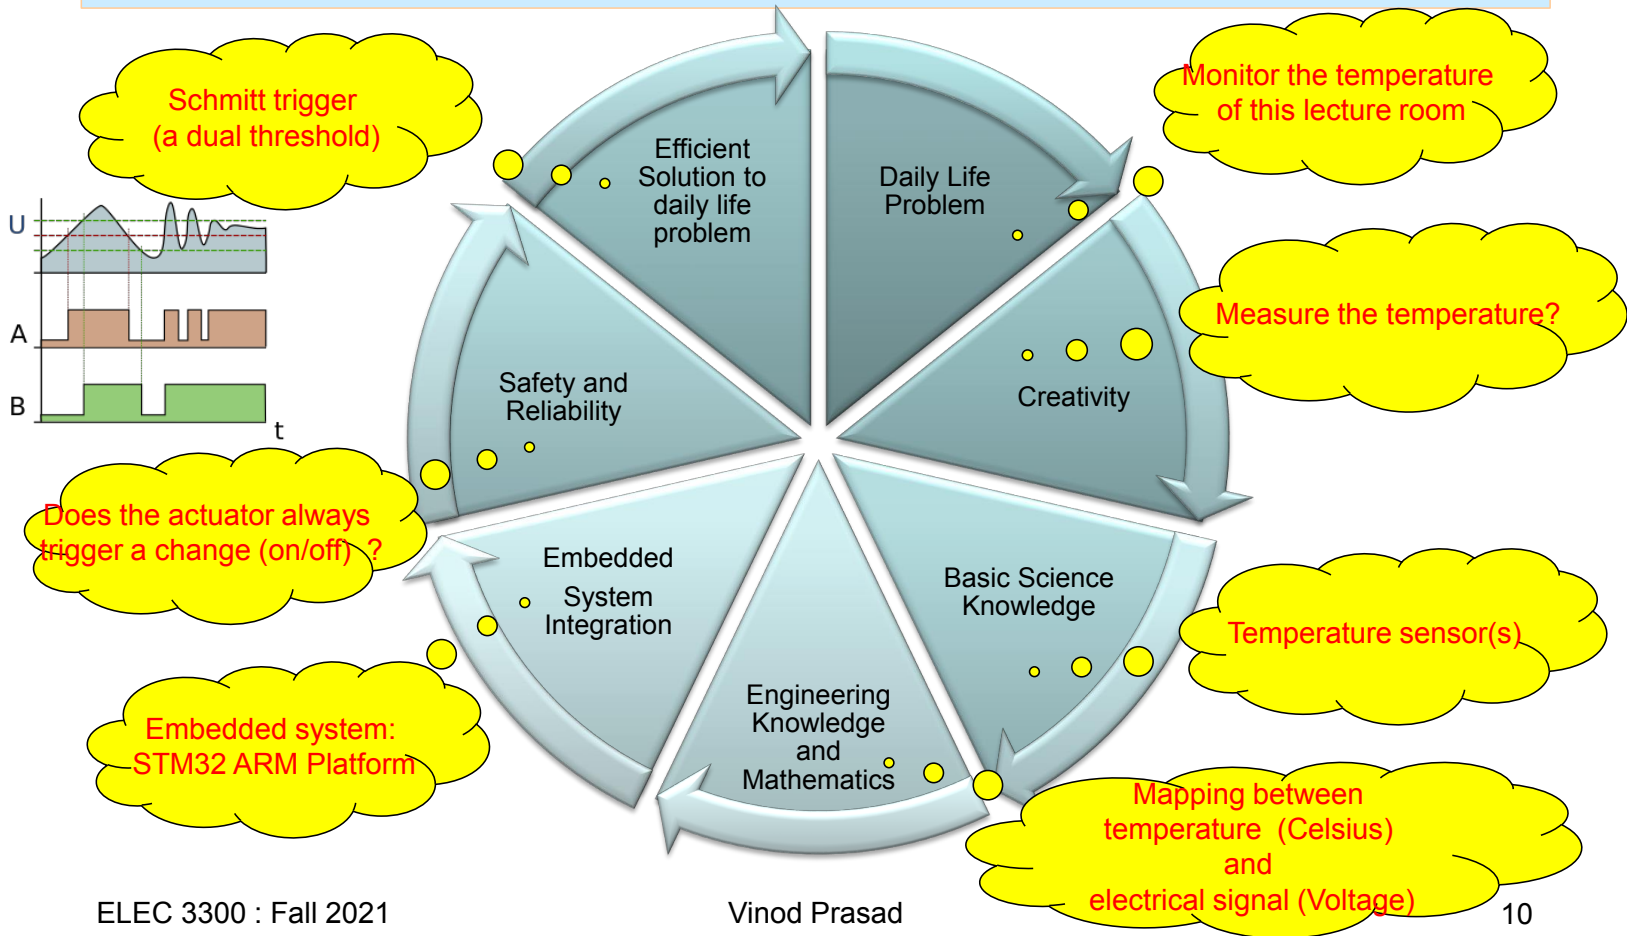 Schmitt trigger
(a dual threshold)
Monitor the temperature
of this lecture room
Efficient
Solution to
daily life
problem
Daily Life
Problem
U
A
B
t
Measure the temperature?
Safety and
Reliability
Creativity
Does the actuator always
trigger a change (on/off) ?
Embedded
System
Integration
Basic Science
Knowledge
Temperature sensor(s)
Engineering
Knowledge
and
Mathematics
Embedded system:
STM32 ARM Platform
Mapping between
temperature (Celsius)
and
electrical signal (Voltage)
ELEC 3300 : Fall 2021
Vinod Prasad
10